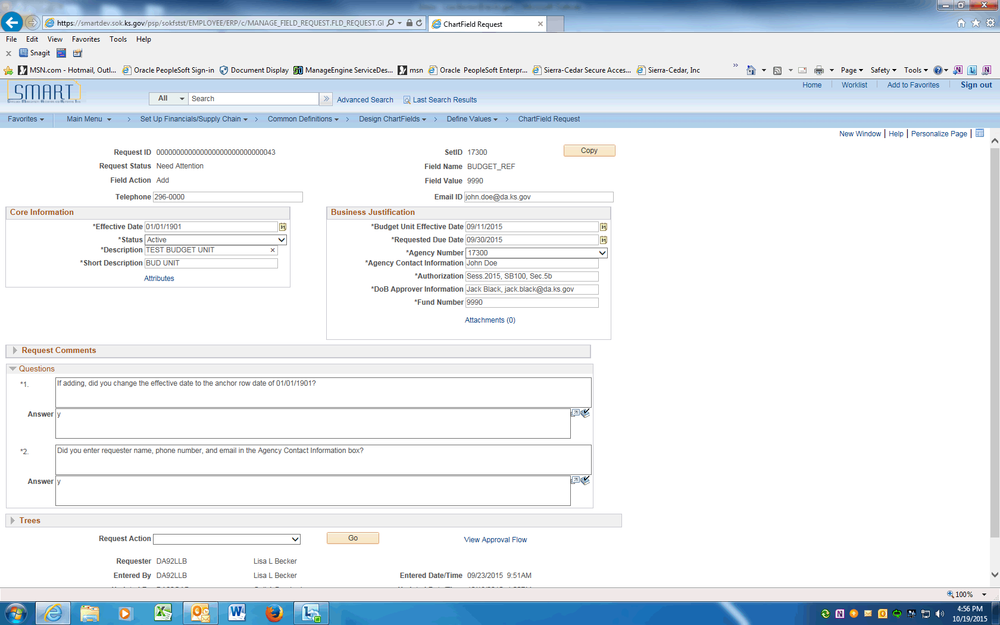 https://smartdev.sok.ks.gov/psp/sokfstst/EMPLOYEE/ERP/c/MANAGE_FIELD_REQUEST.FLD_REQUEST.GI
ChartField Request
File Edit View Favorites Tools Help
Snagit
MSN.com - Hotmail, Outl... Oracle PeopleSoft Sign-in Document Display ManageEngine ServiceDes... msn Oracle PeopleSoft Enterpr... Sierra-Cedar Secure Acces... Sierra-Cedar, Inc Page Safety Tools
SMART
Home Worklist Add to Favorites Sign out
All Search Advanced Search Last Search Results
Favorites Main Menu > Set Up Financials/Supply Chain > Common Definitions > Design ChartFields > Define Values > ChartField Request
New Window | Help | Personalize Page |
Request ID 000000000000000000000000000043 SetID 17300 Copy
Request Status Need Attention Field Name BUDGET_REF
Field Action Add Field Value 9990
Telephone 296-0000 Email ID john.doe@da.ks.gov
Core Information
*Effective Date 01/01/1901
*Status Active
*Description TEST BUDGET UNIT
*Short Description BUD UNIT
Attributes
Business Justification
*Budget Unit Effective Date 09/11/2015
*Requested Due Date 09/30/2015
*Agency Number 17300
*Agency Contact Information John Doe
*Authorization Sess.2015, SB100, Sec.5b
*DoB Approver Information Jack Black, jack.black@da.ks.gov
*Fund Number 9990
Attachments (0)
Request Comments
Questions
*1. If adding, did you change the effective date to the anchor row date of 01/01/1901?
Answer y
*2. Did you enter requester name, phone number, and email in the Agency Contact Information box?
Answer y
Trees
Request Action Go View Approval Flow
Requester DA92LLB Lisa L Becker
Entered By DA92LLB Lisa L Becker Entered Date/Time 09/23/2015 9:51AM
100%
4:56 PM
10/19/2015